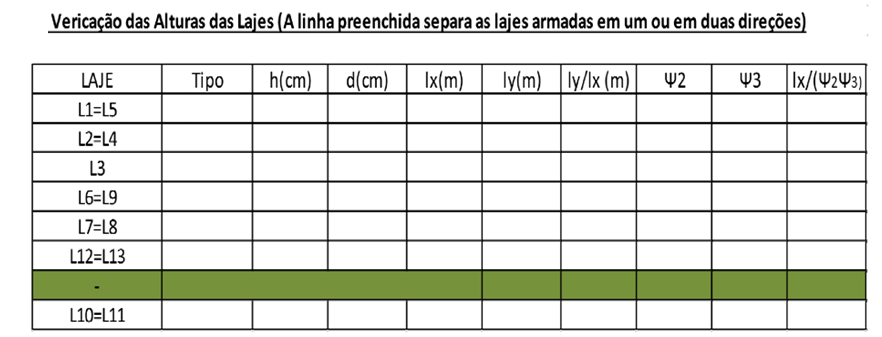 Vericação das Alturas das Lajes (A linha preenchida separa as lajes armadas em um ou em duas direções)
LAJE Tipo h(cm) d(cm) lx(m) ly(m) ly/lx (m) Ψ2 Ψ3 lx/(Ψ2Ψ3)
L1=L5
L2=L4
L3
L6=L9
L7=L8
L12=L13
-
L10=L11